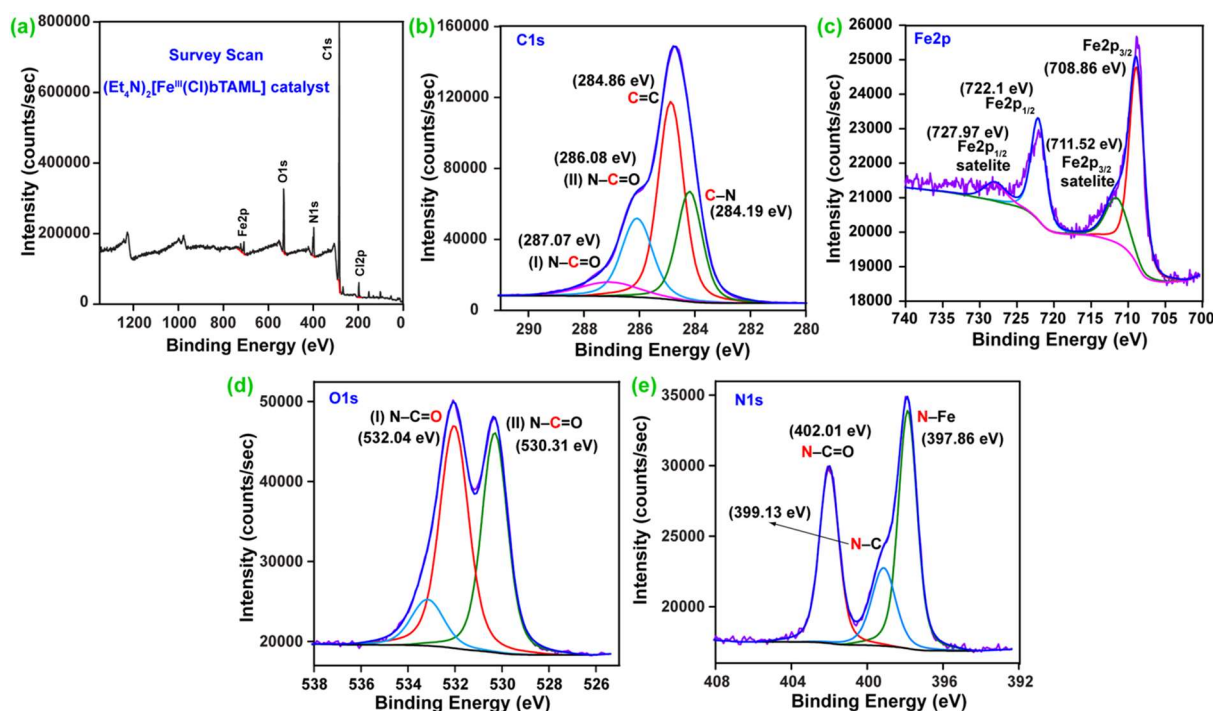 (a)
Survey Scan
(Et₄N)₂[Feᴵᴵᴵ(Cl)bTAML] catalyst
C1s
O1s
N1s
Fe2p
Cl2p
Intensity (counts/sec)
800000
600000
400000
200000
0
1200 1000 800 600 400 200 0
Binding Energy (eV)
(b)
C1s
(284.86 eV)
C=C
(286.08 eV)
(II) N–C=O
C–N
(284.19 eV)
(287.07 eV)
(I) N–C=O
Intensity (counts/sec)
160000
120000
80000
40000
0
290 288 286 284 282 280
Binding Energy (eV)
(c)
Fe2p
Fe2p₃/₂
(708.86 eV)
(722.1 eV)
Fe2p₁/₂
(727.97 eV)
Fe2p₁/₂
satelite
(711.52 eV)
Fe2p₃/₂
satellite
Intensity (counts/sec)
26000
25000
24000
23000
22000
21000
20000
19000
18000
740 735 725 720 715 710 705 700
Binding Energy (eV)
(d)
O1s
(I) N–C=O
(532.04 eV)
(II) N–C=O
(530.31 eV)
Intensity (counts/sec)
50000
40000
30000
20000
538 534 533 532 530 528 526
Binding Energy (eV)
(e)
N1s
N–Fe
(397.86 eV)
(402.01 eV)
N–C=O
(399.13 eV)
N–C
Intensity (counts/sec)
35000
30000
25000
20000
408 404 400 396 392
Binding Energy (eV)